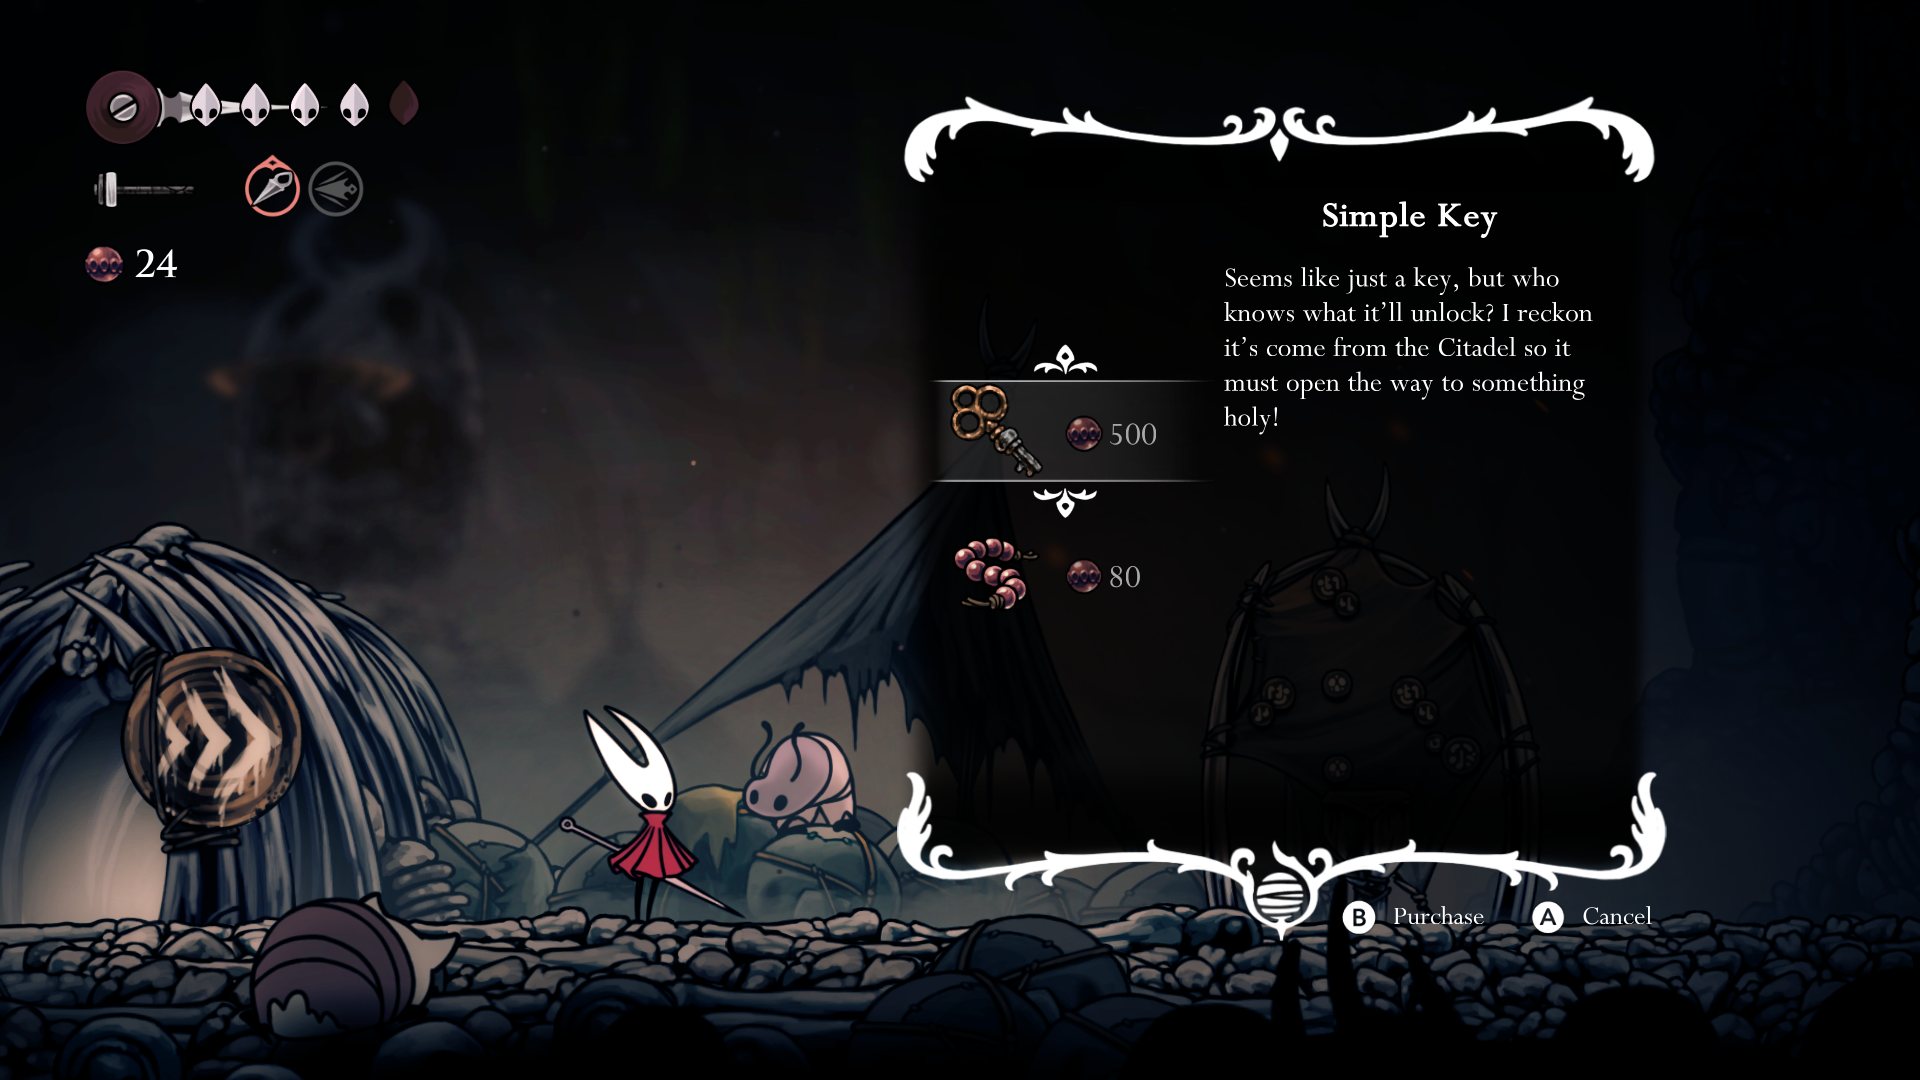 24
Simple Key
Seems like just a key, but who
knows what it’ll unlock? I reckon
it’s come from the Citadel so it
must open the way to something
holy!
500
80
B Purchase A Cancel